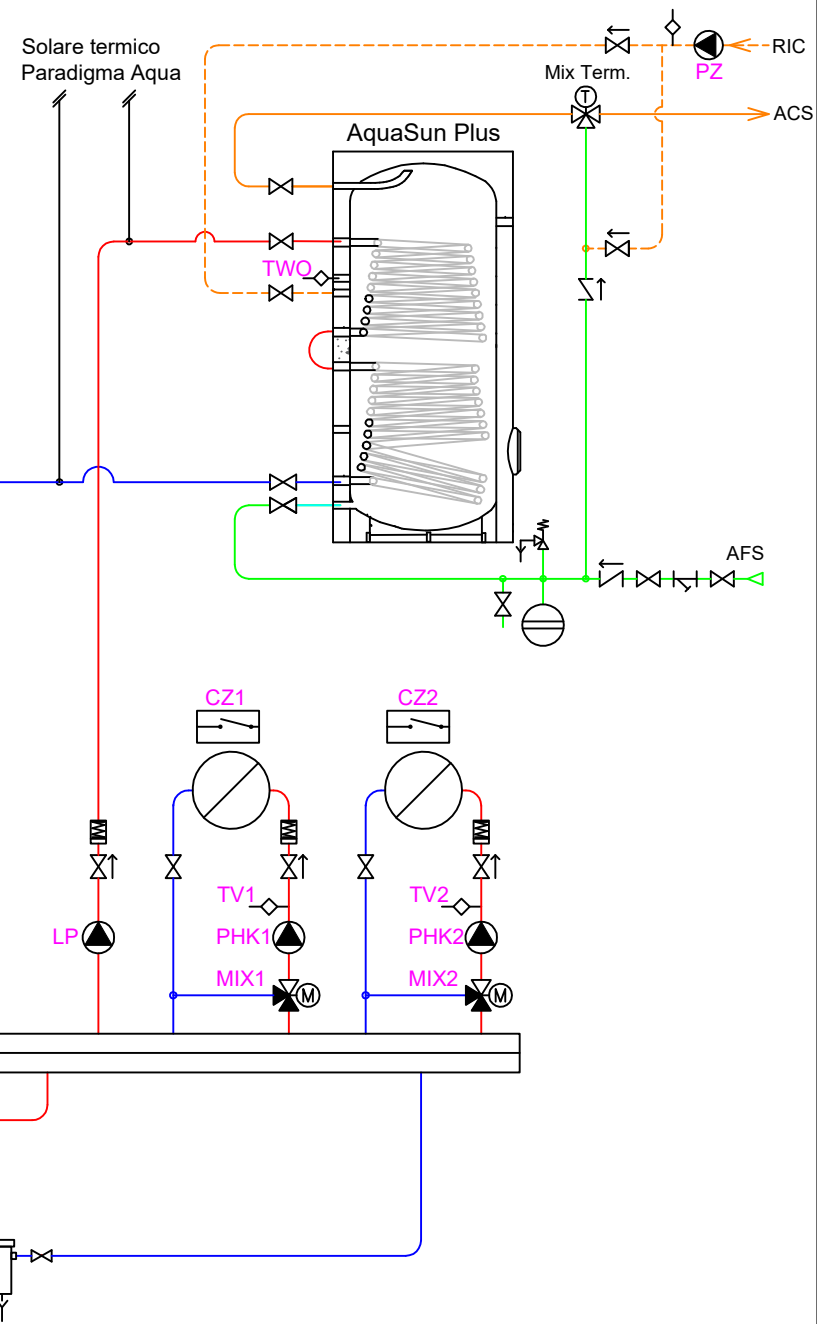 Solare termico
Paradigma Aqua
RIC
PZ
Mix Term.
T
ACS
AquaSun Plus
TWO
AFS
CZ1
CZ2
TV1
TV2
LP
PHK1
PHK2
MIX1
M
MIX2
M